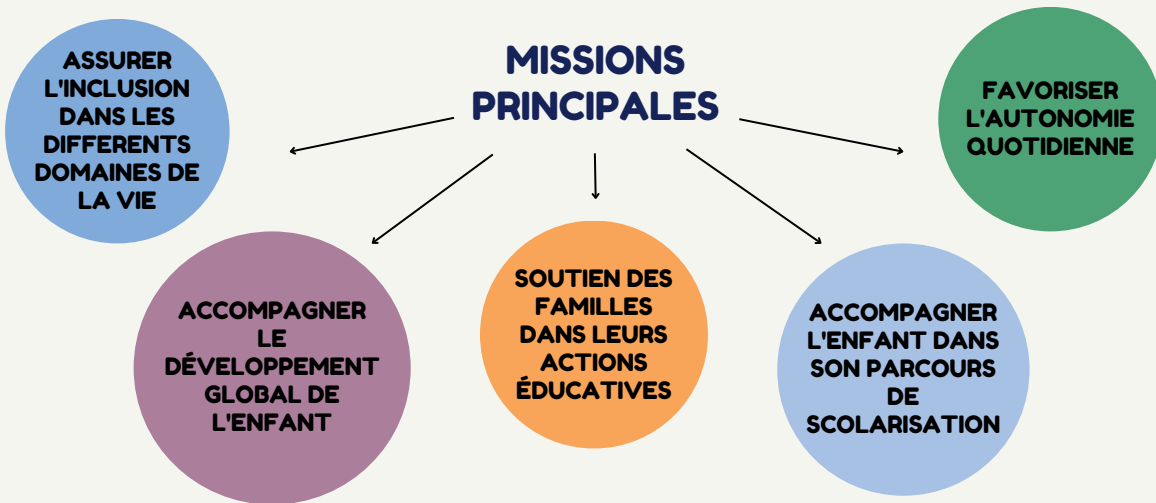 MISSIONS
PRINCIPALES
ASSURER
L'INCLUSION
DANS LES
DIFFERENTS
DOMAINES DE
LA VIE
ACCOMPAGNER
LE
DÉVELOPPEMENT
GLOBAL DE
L'ENFANT
SOUTIEN DES
FAMILLES
DANS LEURS
ACTIONS
ÉDUCATIVES
ACCOMPAGNER
L'ENFANT DANS
SON PARCOURS
DE
SCOLARISATION
FAVORISER
L'AUTONOMIE
QUOTIDIENNE